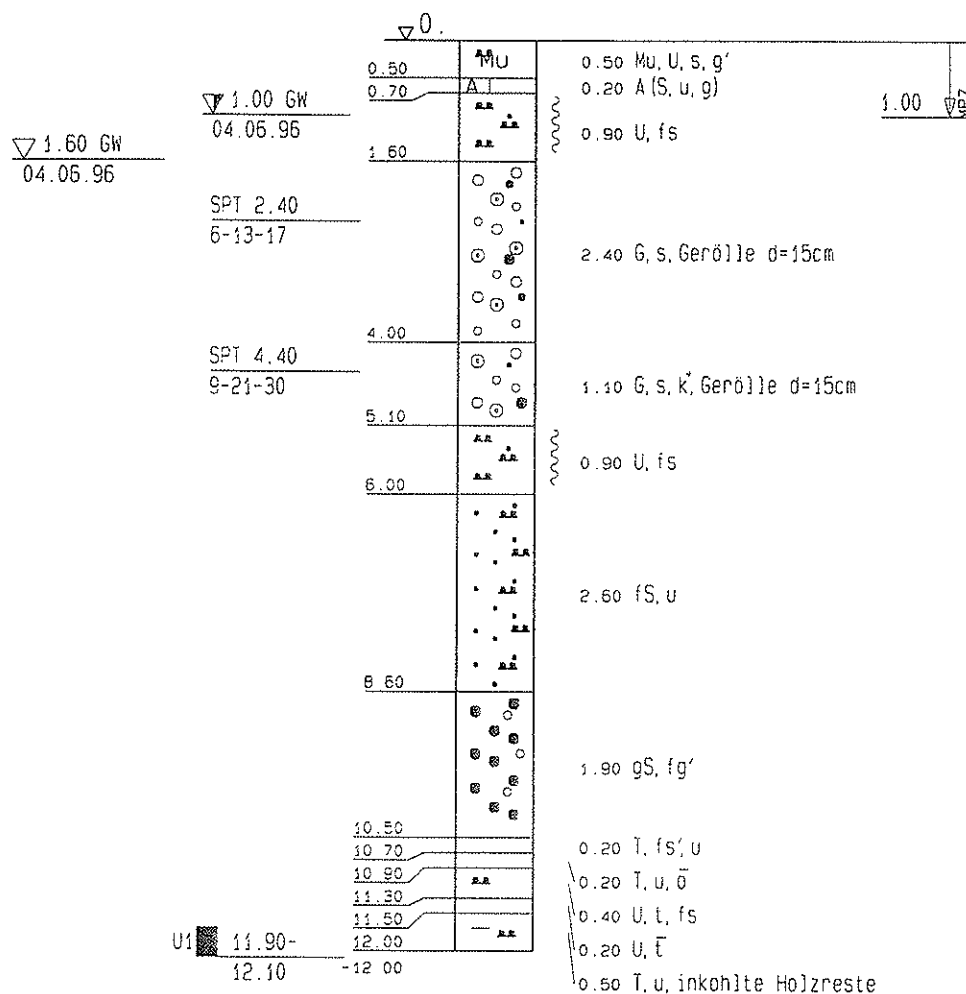 0.
Mu
0.50 Mu, U, s, g'
0.50
A
0.20 A (S, u, g)
0.70
1.00 GW
04.06.96
1.00
0.90 U, fs
1.60 GW
04.06.96
1.60
SPT 2.40
6-13-17
2.40 G, s, Gerölle d=15cm
4.00
SPT 4.40
9-21-30
1.10 G, s, k', Gerölle d=15cm
5.10
0.90 U, fs
6.00
2.60 fS, u
8.60
1.90 gS, fg'
10.50
0.20 T, fs', u
10.70
0.20 T, u, o̅
10.90
0.40 U, t, fs
11.30
0.20 U, t̅
11.50
0.50 T, u, inkohlte Holzreste
12.00
U1 11.90-
12.10
-12.00